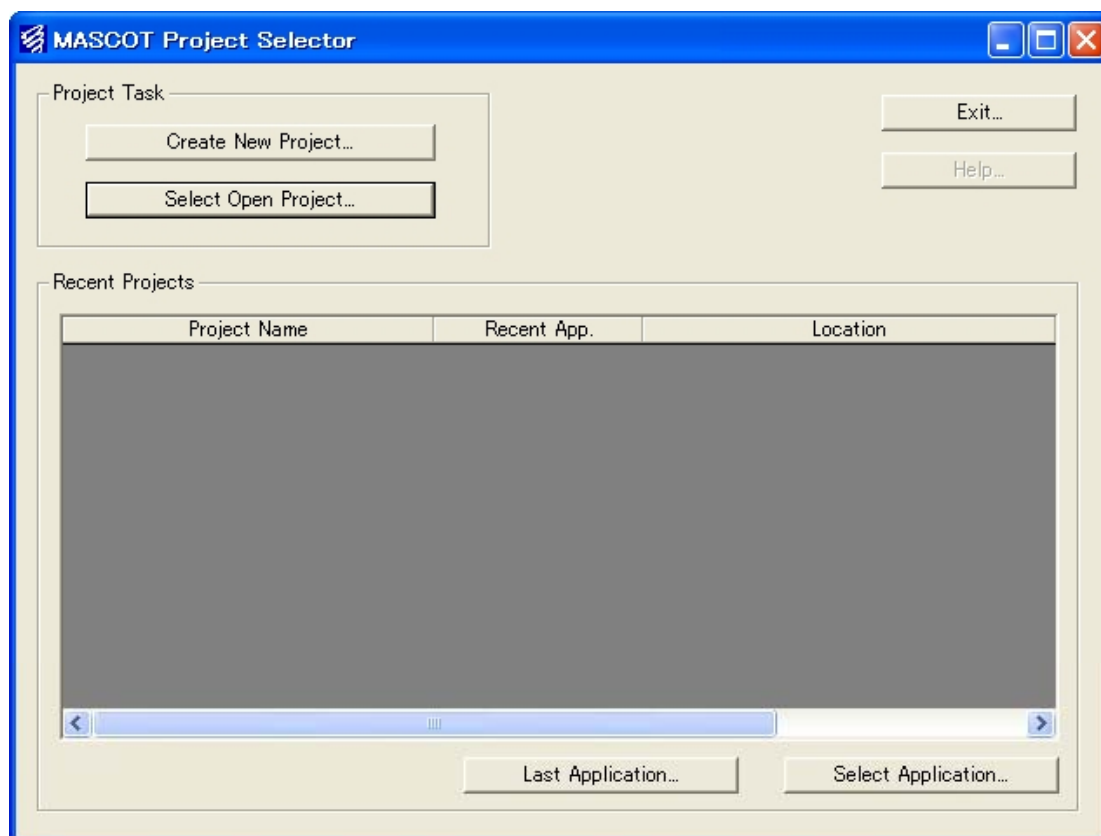 MASCOT Project Selector
Project Task
Create New Project...
Select Open Project...
Exit...
Help...
Recent Projects
Project Name Recent App. Location
Last Application...
Select Application...